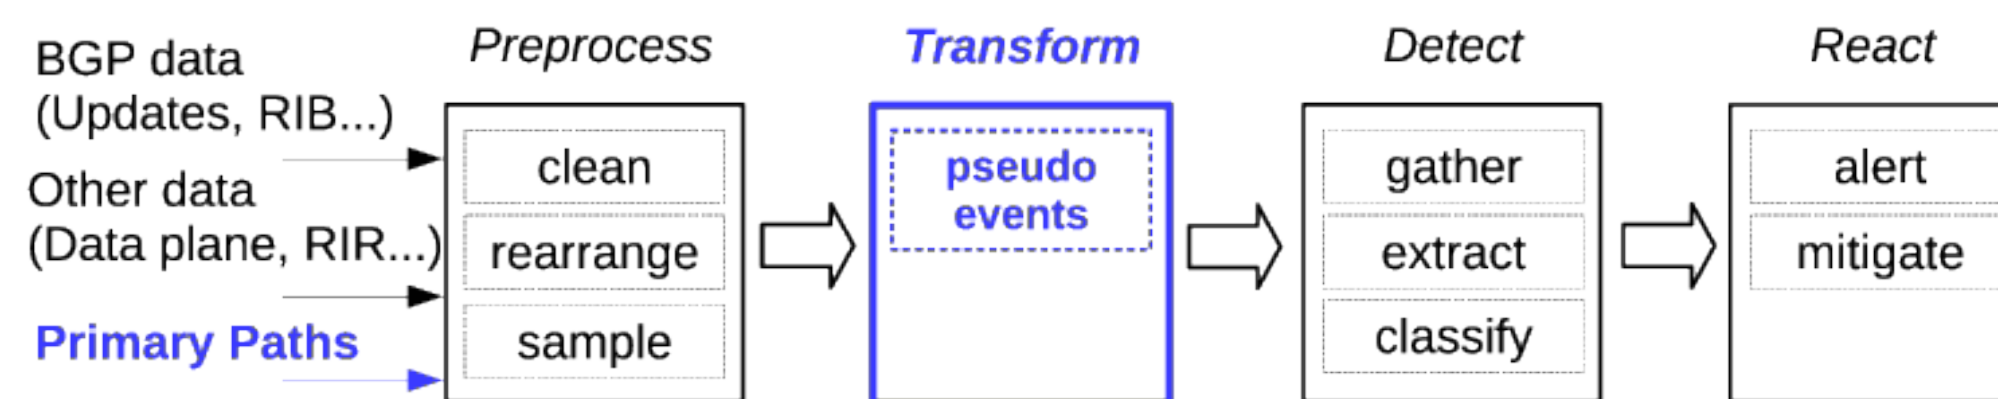 BGP data
(Updates, RIB...)
Other data
(Data plane, RIR...)
Primary Paths
Preprocess
clean
rearrange
sample
Transform
pseudo
events
Detect
gather
extract
classify
React
alert
mitigate